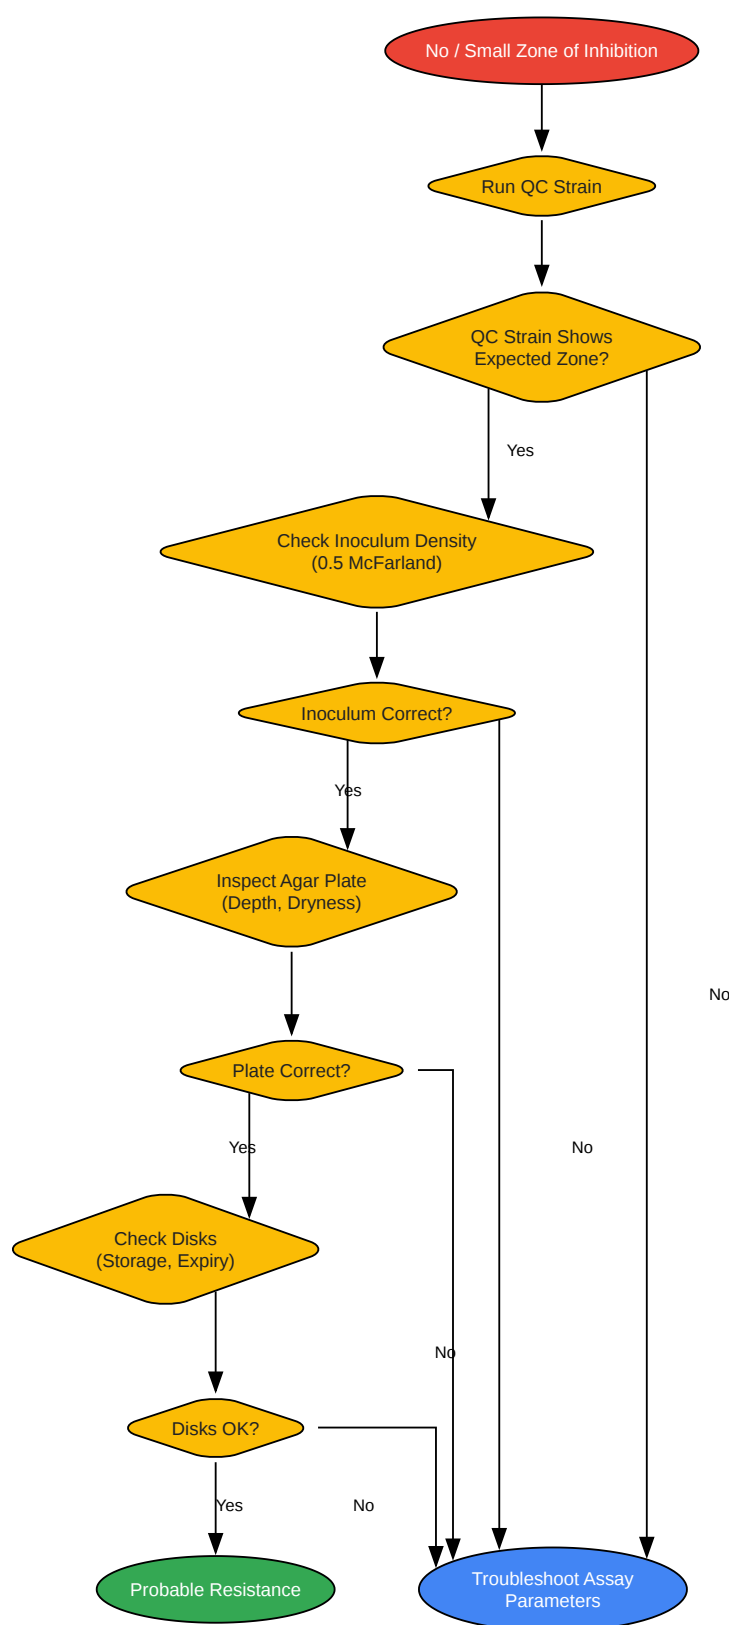 No / Small Zone of Inhibition
Run QC Strain
QC Strain Shows
Expected Zone?
Yes
Check Inoculum Density
(0.5 McFarland)
Inoculum Correct?
Yes
Inspect Agar Plate
(Depth, Dryness)
No
Plate Correct?
Yes
No
Check Disks
(Storage, Expiry)
No
Disks OK?
Yes
No
Probable Resistance
Troubleshoot Assay
Parameters